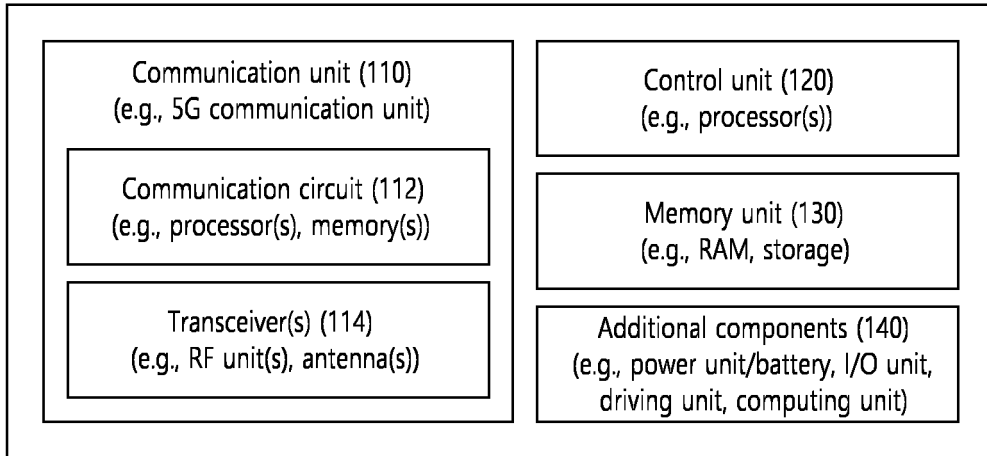 Communication unit (110)
(e.g., 5G communication unit)
Communication circuit (112)
(e.g., processor(s), memory(s))
Transceiver(s) (114)
(e.g., RF unit(s), antenna(s))
Control unit (120)
(e.g., processor(s))
Memory unit (130)
(e.g., RAM, storage)
Additional components (140)
(e.g., power unit/battery, I/O unit,
driving unit, computing unit)